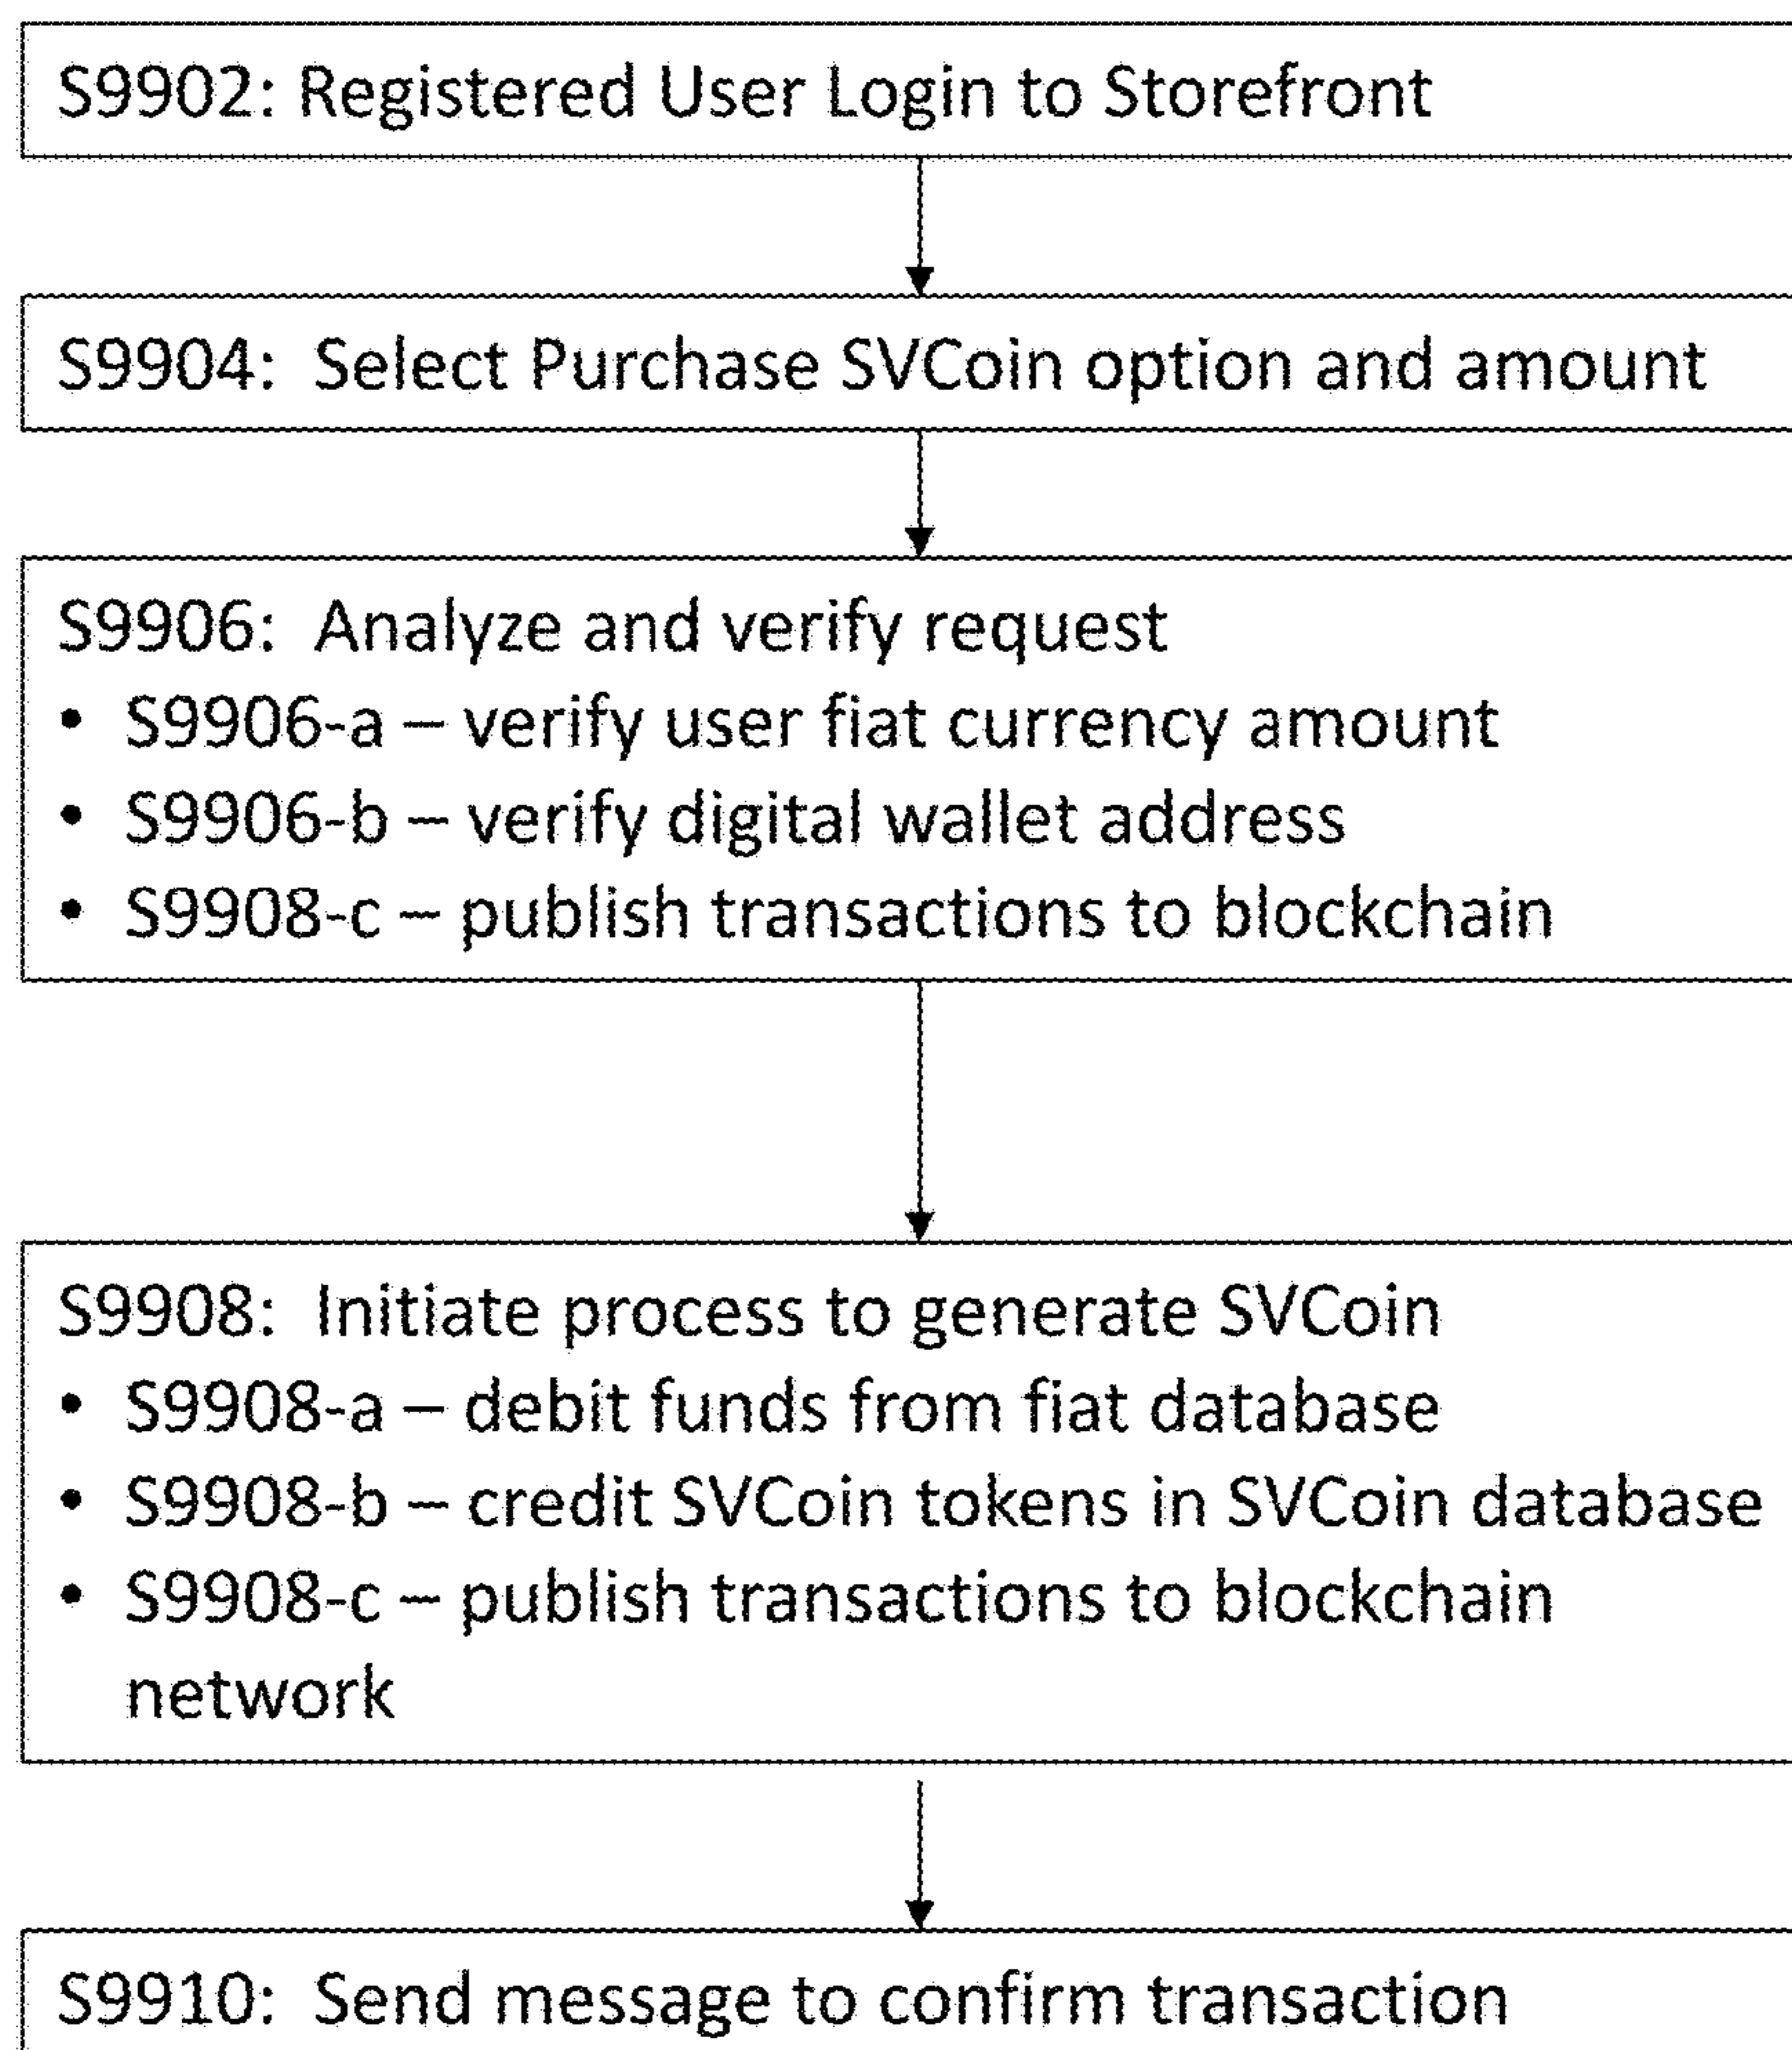 S9902: Registered User Login to Storefront
S9904: Select Purchase SVCoin option and amount
S9906: Analyze and verify request
• S9906-a – verify user fiat currency amount
• S9906-b – verify digital wallet address
• S9908-c – publish transactions to blockchain
S9908: Initiate process to generate SVCoin
• S9908-a – debit funds from fiat database
• S9908-b – credit SVCoin tokens in SVCoin database
• S9908-c – publish transactions to blockchain
network
S9910: Send message to confirm transaction